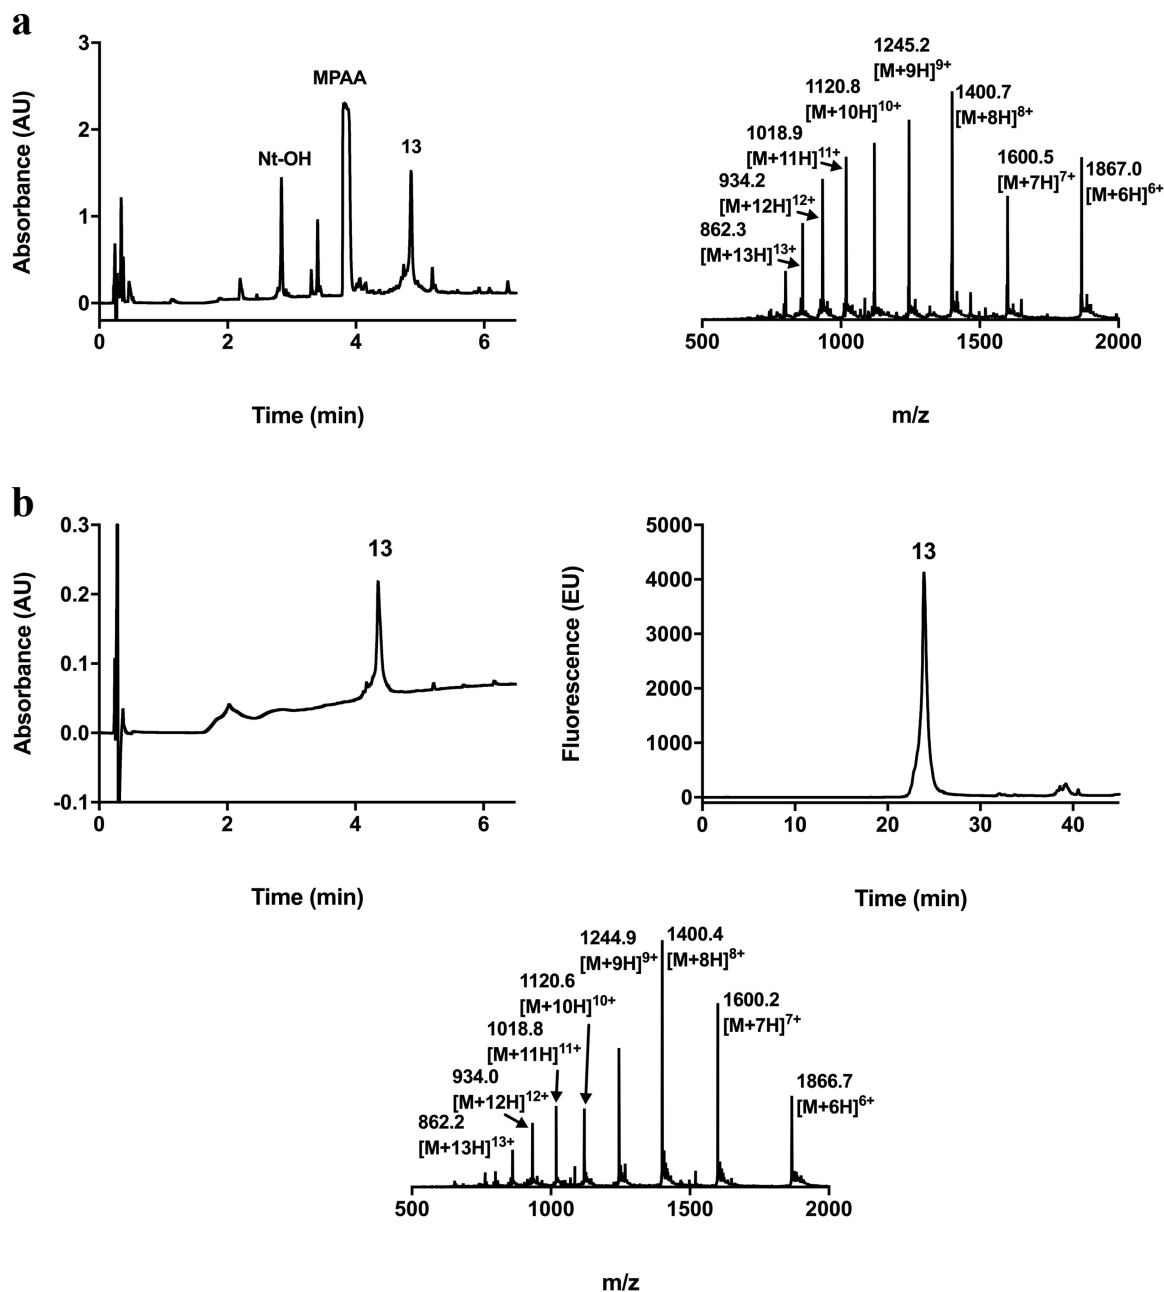 a
Absorbance (AU)
3
2
1
0
0 2 4 6
Time (min)
Nt-OH
MPAA
13
1245.2
[M+9H]9+
1120.8
[M+10H]10+
1400.7
[M+8H]8+
1018.9
[M+11H]11+
1600.5
[M+7H]7+
1867.0
[M+6H]6+
934.2
[M+12H]12+
862.3
[M+13H]13+
500 1000 1500 2000
m/z
b
Absorbance (AU)
0.3
0.2
0.1
0.0
-0.1
0 2 4 6
Time (min)
13
Fluorescence (EU)
5000
4000
3000
2000
1000
0
0 10 20 30 40
Time (min)
13
1244.9
[M+9H]9+
1400.4
[M+8H]8+
1120.6
[M+10H]10+
1600.2
[M+7H]7+
1018.8
[M+11H]11+
934.0
[M+12H]12+
1866.7
[M+6H]6+
862.2
[M+13H]13+
500 1000 1500 2000
m/z